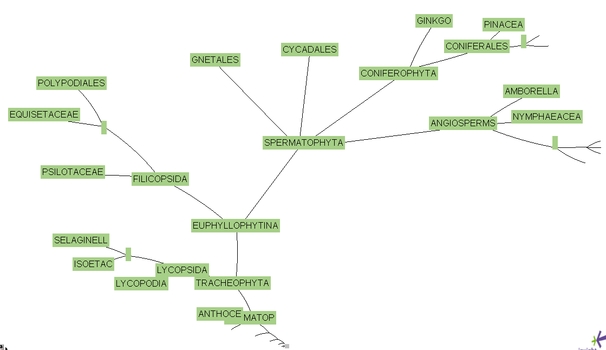 GINKGO
PINACEA
CYCADALES
CONIFERALES
GNETALES
CONIFEROPHYTA
POLYPODIALES
AMBORELLA
EQUISETACEAE
NYMPHAEACEA
ANGIOSPERMS
SPERMATOPHYTA
PSILOTACEAE
FILICOPSIDA
EUPHYLLOPHYTINA
SELAGINELL
ISOETAC
LYCOPSIDA
LYCOPODIA
TRACHEOPHYTA
ANTHOCE
MATOP